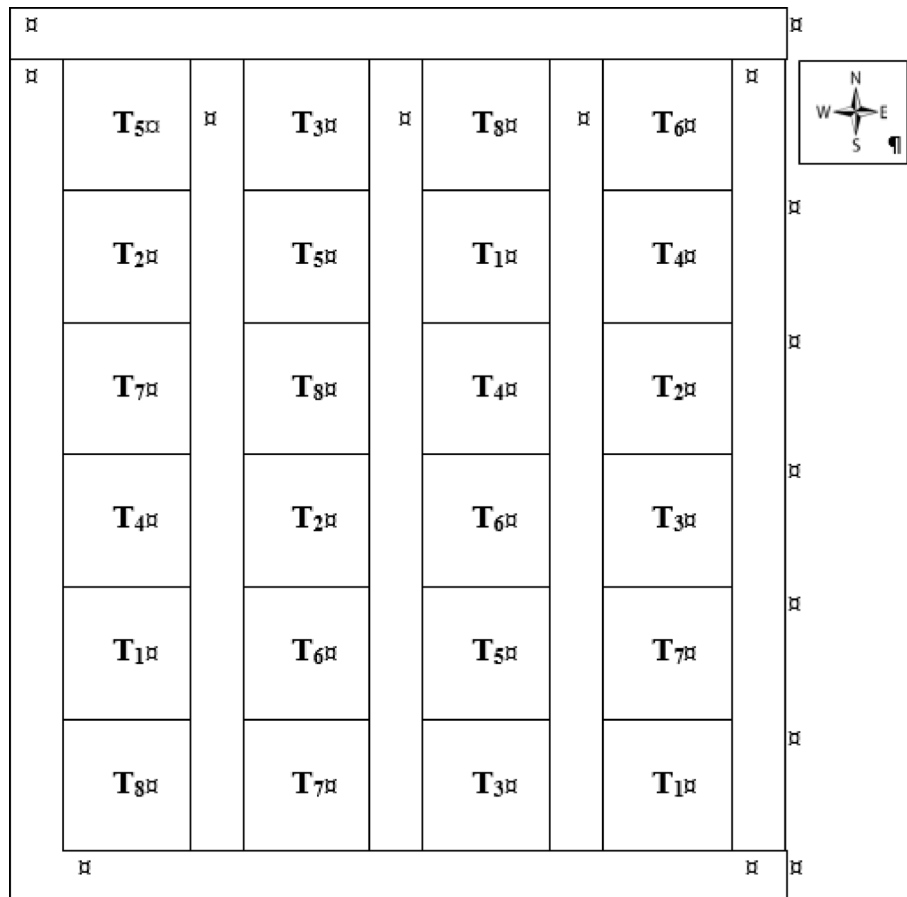 ¤ ¤
¤ T5¤ ¤ T3¤ ¤ T8¤ ¤ T6¤ ¤
N
W E
S ¶
¤
T2¤ T5¤ T1¤ T4¤
T7¤ T8¤ T4¤ T2¤ ¤
T4¤ T2¤ T6¤ T3¤ ¤
T1¤ T6¤ T5¤ T7¤ ¤
T8¤ T7¤ T3¤ T1¤ ¤
¤ ¤ ¤